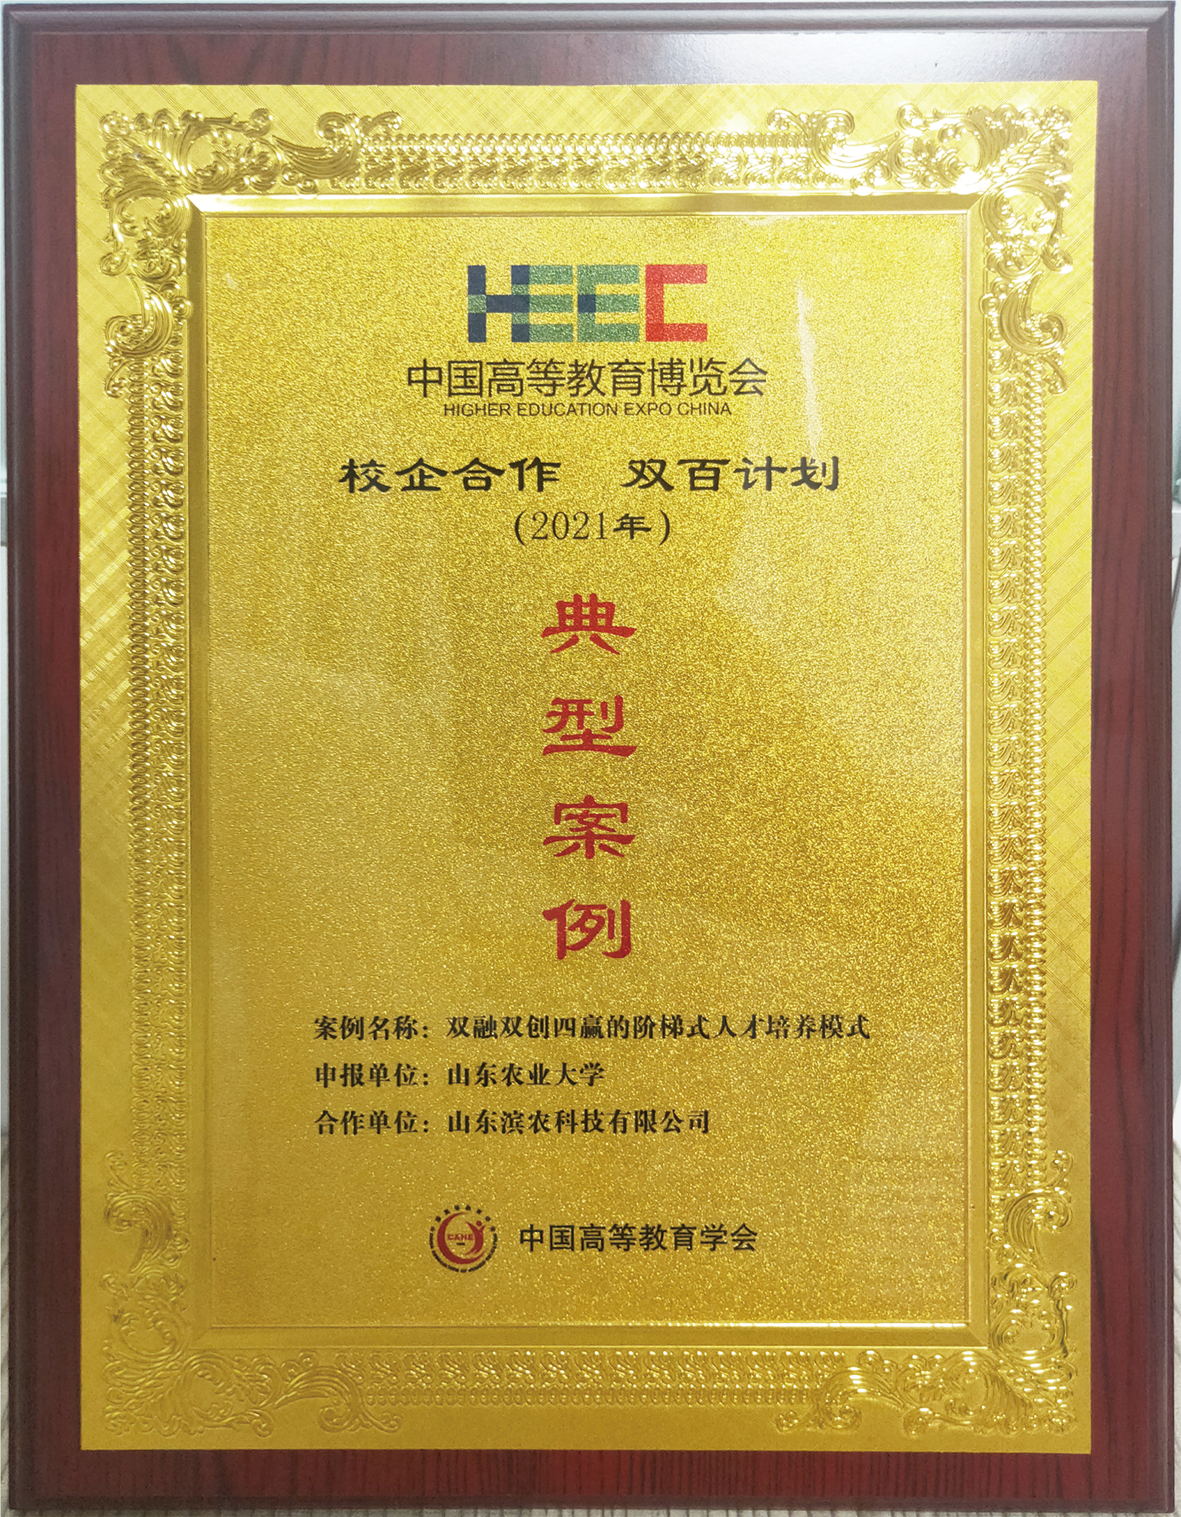 HEEC
中国高等教育博览会
HIGHER EDUCATION EXPO CHINA
校企合作 双百计划
(2021年)
典
型
案
例
案例名称：双融双创四赢的阶梯式人才培养模式
申报单位：山东农业大学
合作单位：山东滨农科技有限公司
CAHE
中国高等教育学会